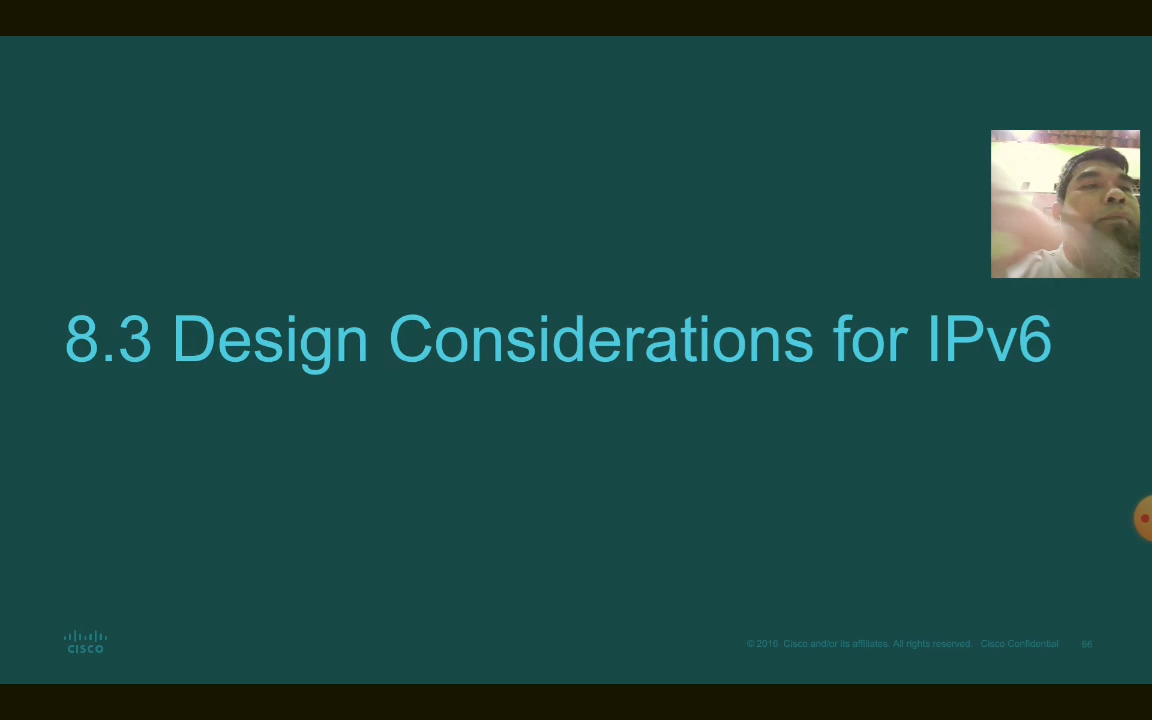 8.3 Design Considerations for IPv6
CISCO
© 2016 Cisco and/or its affiliates. All rights reserved. Cisco Confidential 66